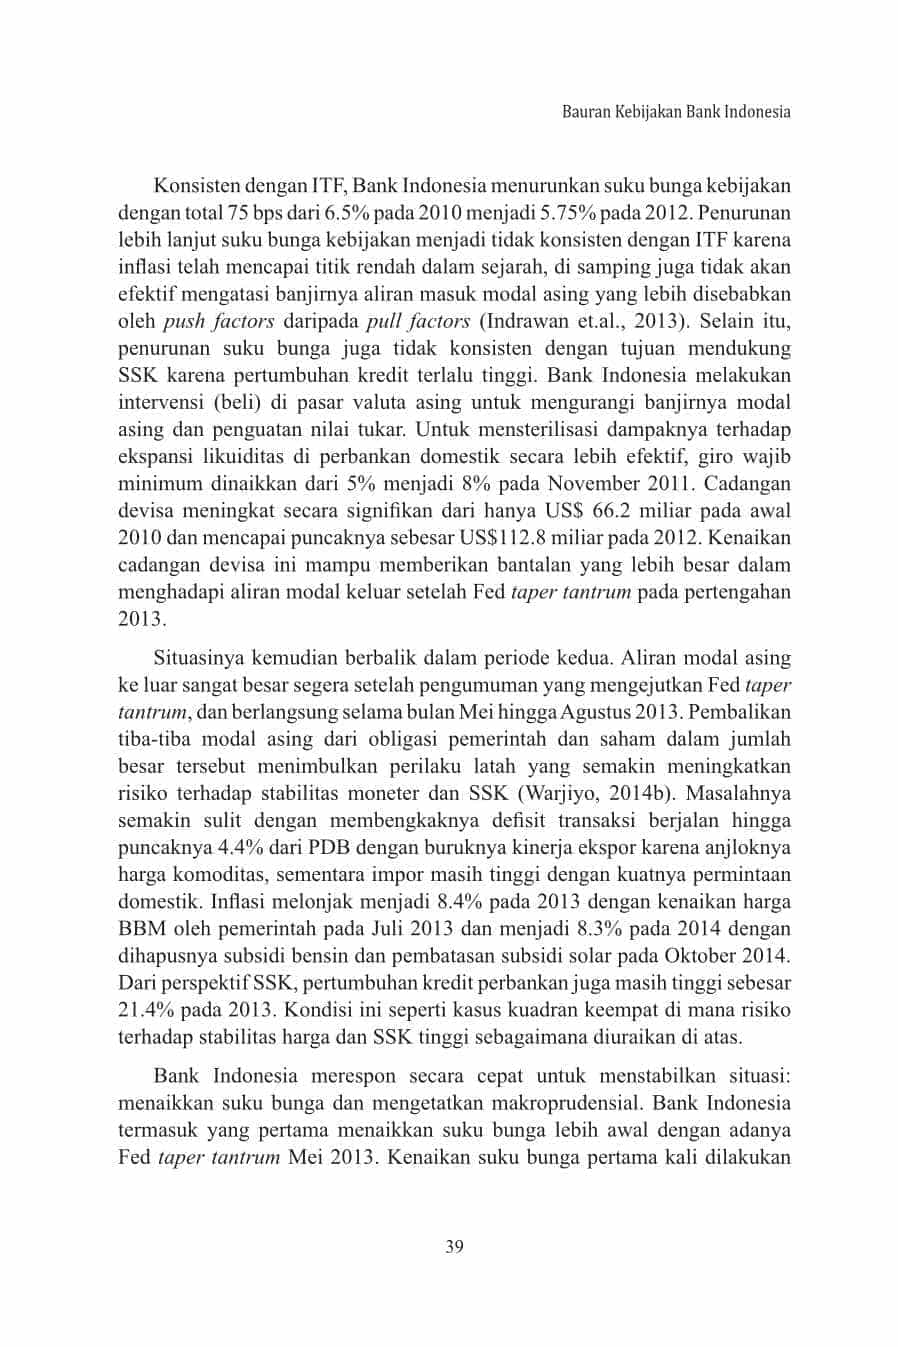 Bauran Kebijakan Bank Indonesia
Konsisten dengan ITF, Bank Indonesia menurunkan suku bunga kebijakan
dengan total 75 bps dari 6.5% pada 2010 menjadi 5.75% pada 2012. Penurunan
lebih lanjut suku bunga kebijakan menjadi tidak konsisten dengan ITF karena
inflasi telah mencapai titik rendah dalam sejarah, di samping juga tidak akan
efektif mengatasi banjirnya aliran masuk modal asing yang lebih disebabkan
oleh push factors daripada pull factors (Indrawan et.al., 2013). Selain itu,
penurunan suku bunga juga tidak konsisten dengan tujuan mendukung
SSK karena pertumbuhan kredit terlalu tinggi. Bank Indonesia melakukan
intervensi (beli) di pasar valuta asing untuk mengurangi banjirnya modal
asing dan penguatan nilai tukar. Untuk mensterilisasi dampaknya terhadap
ekspansi likuiditas di perbankan domestik secara lebih efektif, giro wajib
minimum dinaikkan dari 5% menjadi 8% pada November 2011. Cadangan
devisa meningkat secara signifikan dari hanya US$ 66.2 miliar pada awal
2010 dan mencapai puncaknya sebesar US$112.8 miliar pada 2012. Kenaikan
cadangan devisa ini mampu memberikan bantalan yang lebih besar dalam
menghadapi aliran modal keluar setelah Fed taper tantrum pada pertengahan
2013.
Situasinya kemudian berbalik dalam periode kedua. Aliran modal asing
ke luar sangat besar segera setelah pengumuman yang mengejutkan Fed taper
tantrum, dan berlangsung selama bulan Mei hingga Agustus 2013. Pembalikan
tiba-tiba modal asing dari obligasi pemerintah dan saham dalam jumlah
besar tersebut menimbulkan perilaku latah yang semakin meningkatkan
risiko terhadap stabilitas moneter dan SSK (Warjiyo, 2014b). Masalahnya
semakin sulit dengan membengkaknya defisit transaksi berjalan hingga
puncaknya 4.4% dari PDB dengan buruknya kinerja ekspor karena anjloknya
harga komoditas, sementara impor masih tinggi dengan kuatnya permintaan
domestik. Inflasi melonjak menjadi 8.4% pada 2013 dengan kenaikan harga
BBM oleh pemerintah pada Juli 2013 dan menjadi 8.3% pada 2014 dengan
dihapusnya subsidi bensin dan pembatasan subsidi solar pada Oktober 2014.
Dari perspektif SSK, pertumbuhan kredit perbankan juga masih tinggi sebesar
21.4% pada 2013. Kondisi ini seperti kasus kuadran keempat di mana risiko
terhadap stabilitas harga dan SSK tinggi sebagaimana diuraikan di atas.
Bank Indonesia merespon secara cepat untuk menstabilkan situasi:
menaikkan suku bunga dan mengetatkan makroprudensial. Bank Indonesia
termasuk yang pertama menaikkan suku bunga lebih awal dengan adanya
Fed taper tantrum Mei 2013. Kenaikan suku bunga pertama kali dilakukan
39